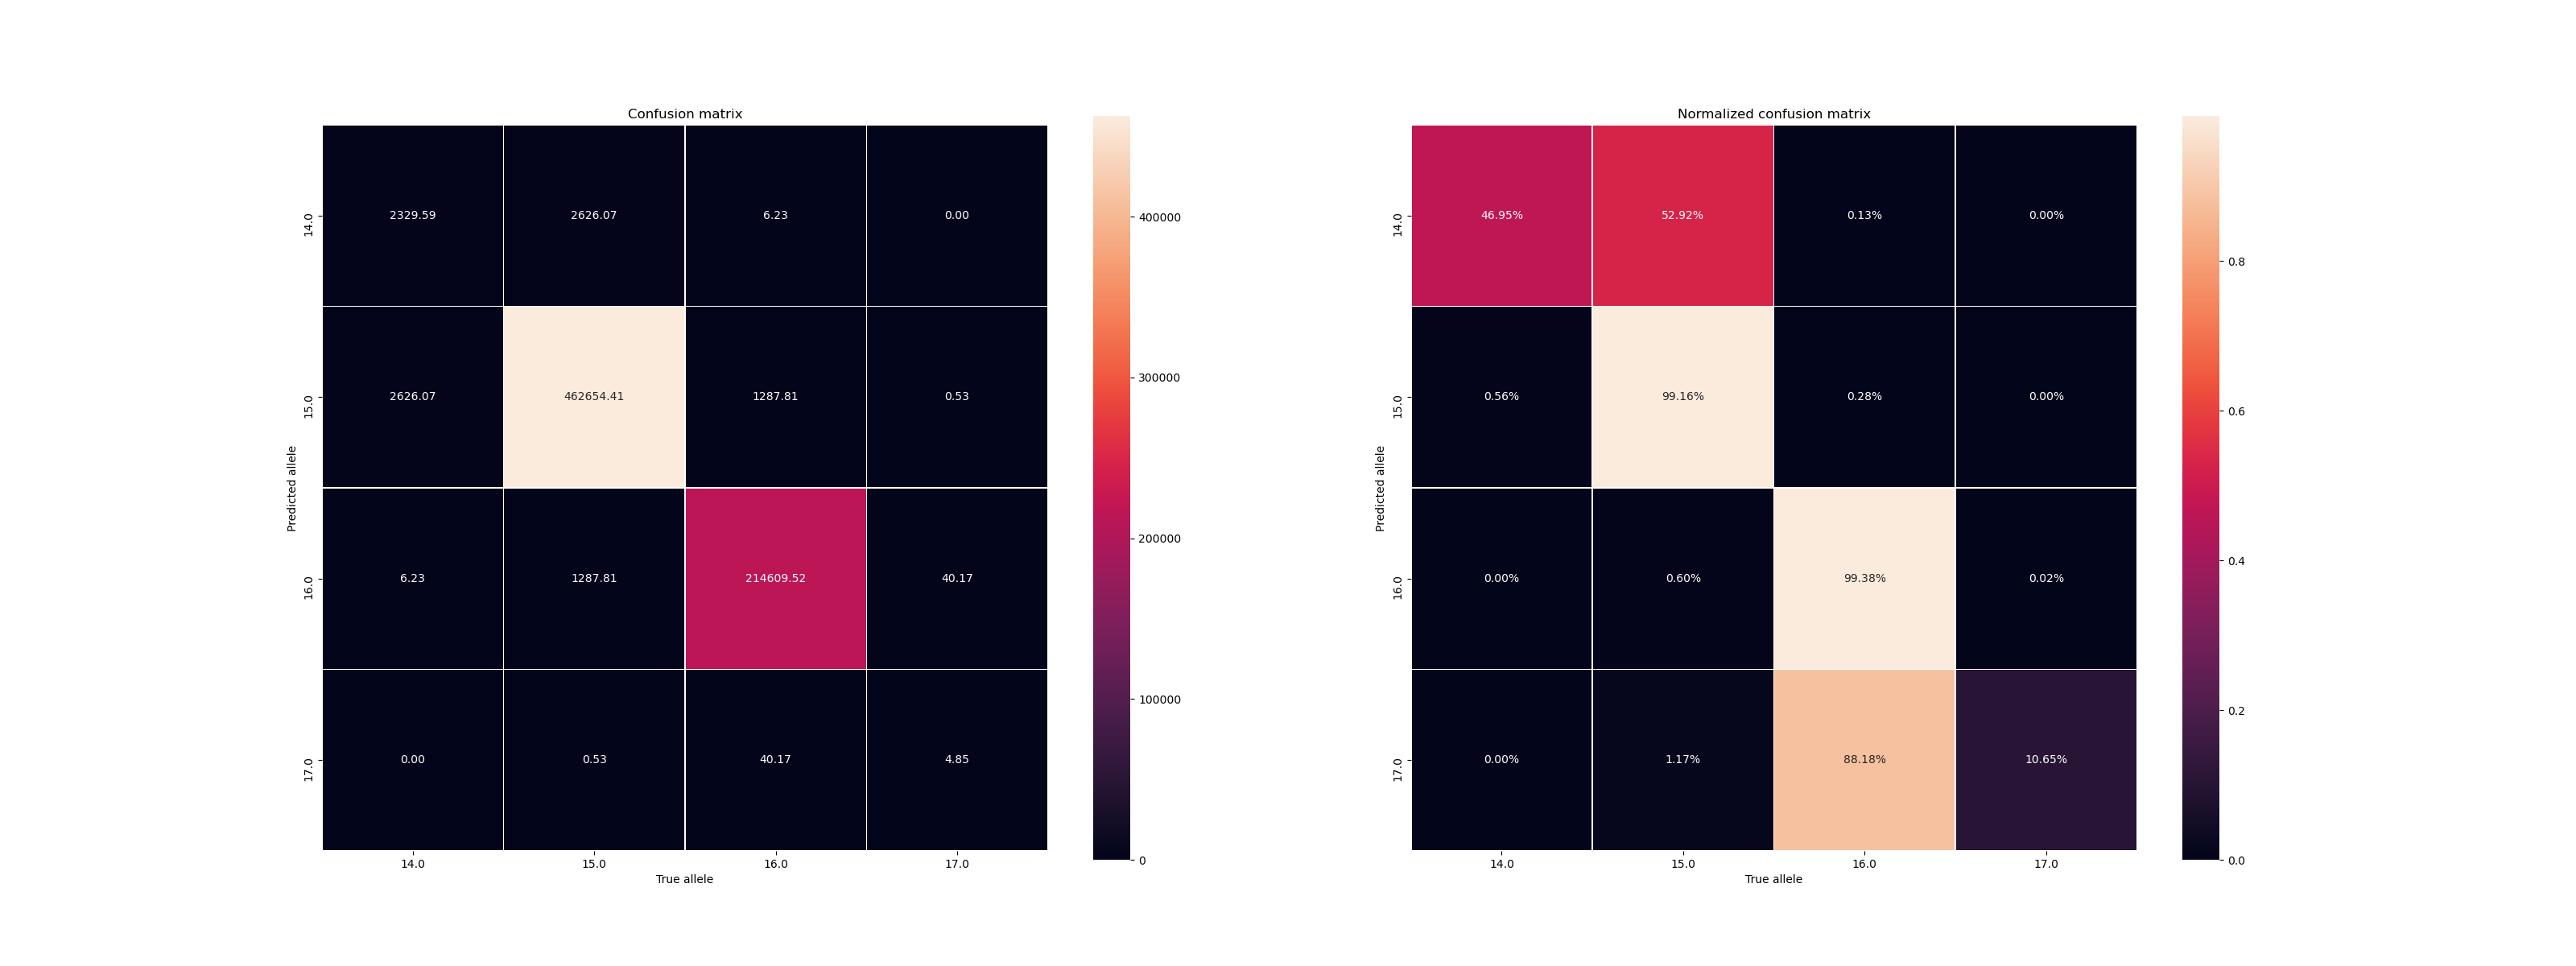 Confusion matrix
14.0 2329.59 2626.07 6.23 0.00
15.0 2626.07 462654.41 1287.81 0.53
16.0 6.23 1287.81 214609.52 40.17
17.0 0.00 0.53 40.17 4.85
Predicted allele
14.0 15.0 16.0 17.0
True allele
400000
300000
200000
100000
0
Normalized confusion matrix
14.0 46.95% 52.92% 0.13% 0.00%
15.0 0.56% 99.16% 0.28% 0.00%
16.0 0.00% 0.60% 99.38% 0.02%
17.0 0.00% 1.17% 88.18% 10.65%
Predicted allele
14.0 15.0 16.0 17.0
True allele
0.8
0.6
0.4
0.2
0.0